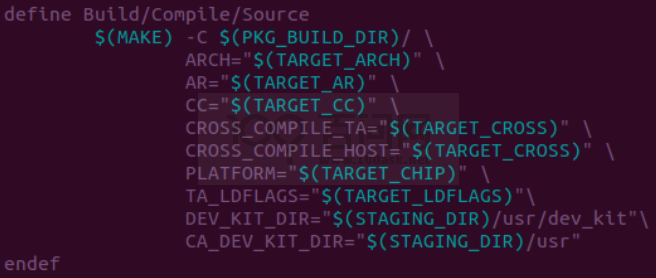 define Build/Compile/Source
$(MAKE) -C $(PKG_BUILD_DIR)/ \
ARCH="$(TARGET_ARCH)" \
AR="$(TARGET_AR)" \
CC="$(TARGET_CC)" \
CROSS_COMPILE_TA="$(TARGET_CROSS)" \
CROSS_COMPILE_HOST="$(TARGET_CROSS)" \
PLATFORM="$(TARGET_CHIP)" \
TA_LDFLAGS="$(TARGET_LDFLAGS)"\
DEV_KIT_DIR="$(STAGING_DIR)/usr/dev_kit"\
CA_DEV_KIT_DIR="$(STAGING_DIR)/usr"
endef